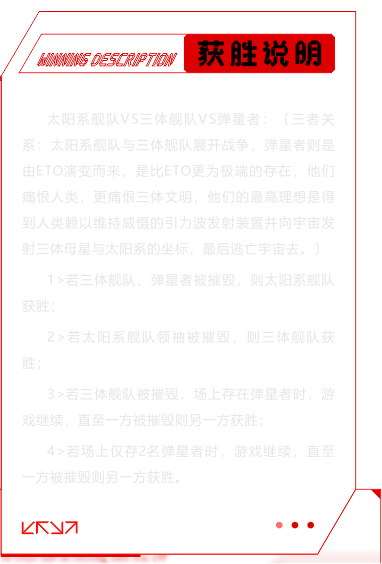 WINNING DESCRIPTION 获胜说明
太阳系舰队VS三体舰队VS弹星者：〔三者关
系：太阳系舰队与三体舰队展开战争，弹星者则是
由ETO演变而来，是比ETO更为极端的存在，他们
痛恨人类，更痛恨三体文明，他们的最高理想是得
到人类赖以维持威慑的引力波发射装置并向宇宙发
射三体母星与太阳系的坐标，最后逃亡宇宙去。〕
1>若三体舰队、弹星者被摧毁，则太阳系舰队
获胜；
2>若太阳系舰队领袖被摧毁，则三体舰队获
胜；
3>若三体舰队被摧毁，场上存在弹星者时，游
戏继续，直至一方被摧毁则另一方获胜；
4>若场上仅存2名弹星者时，游戏继续，直至
一方被摧毁则另一方获胜。